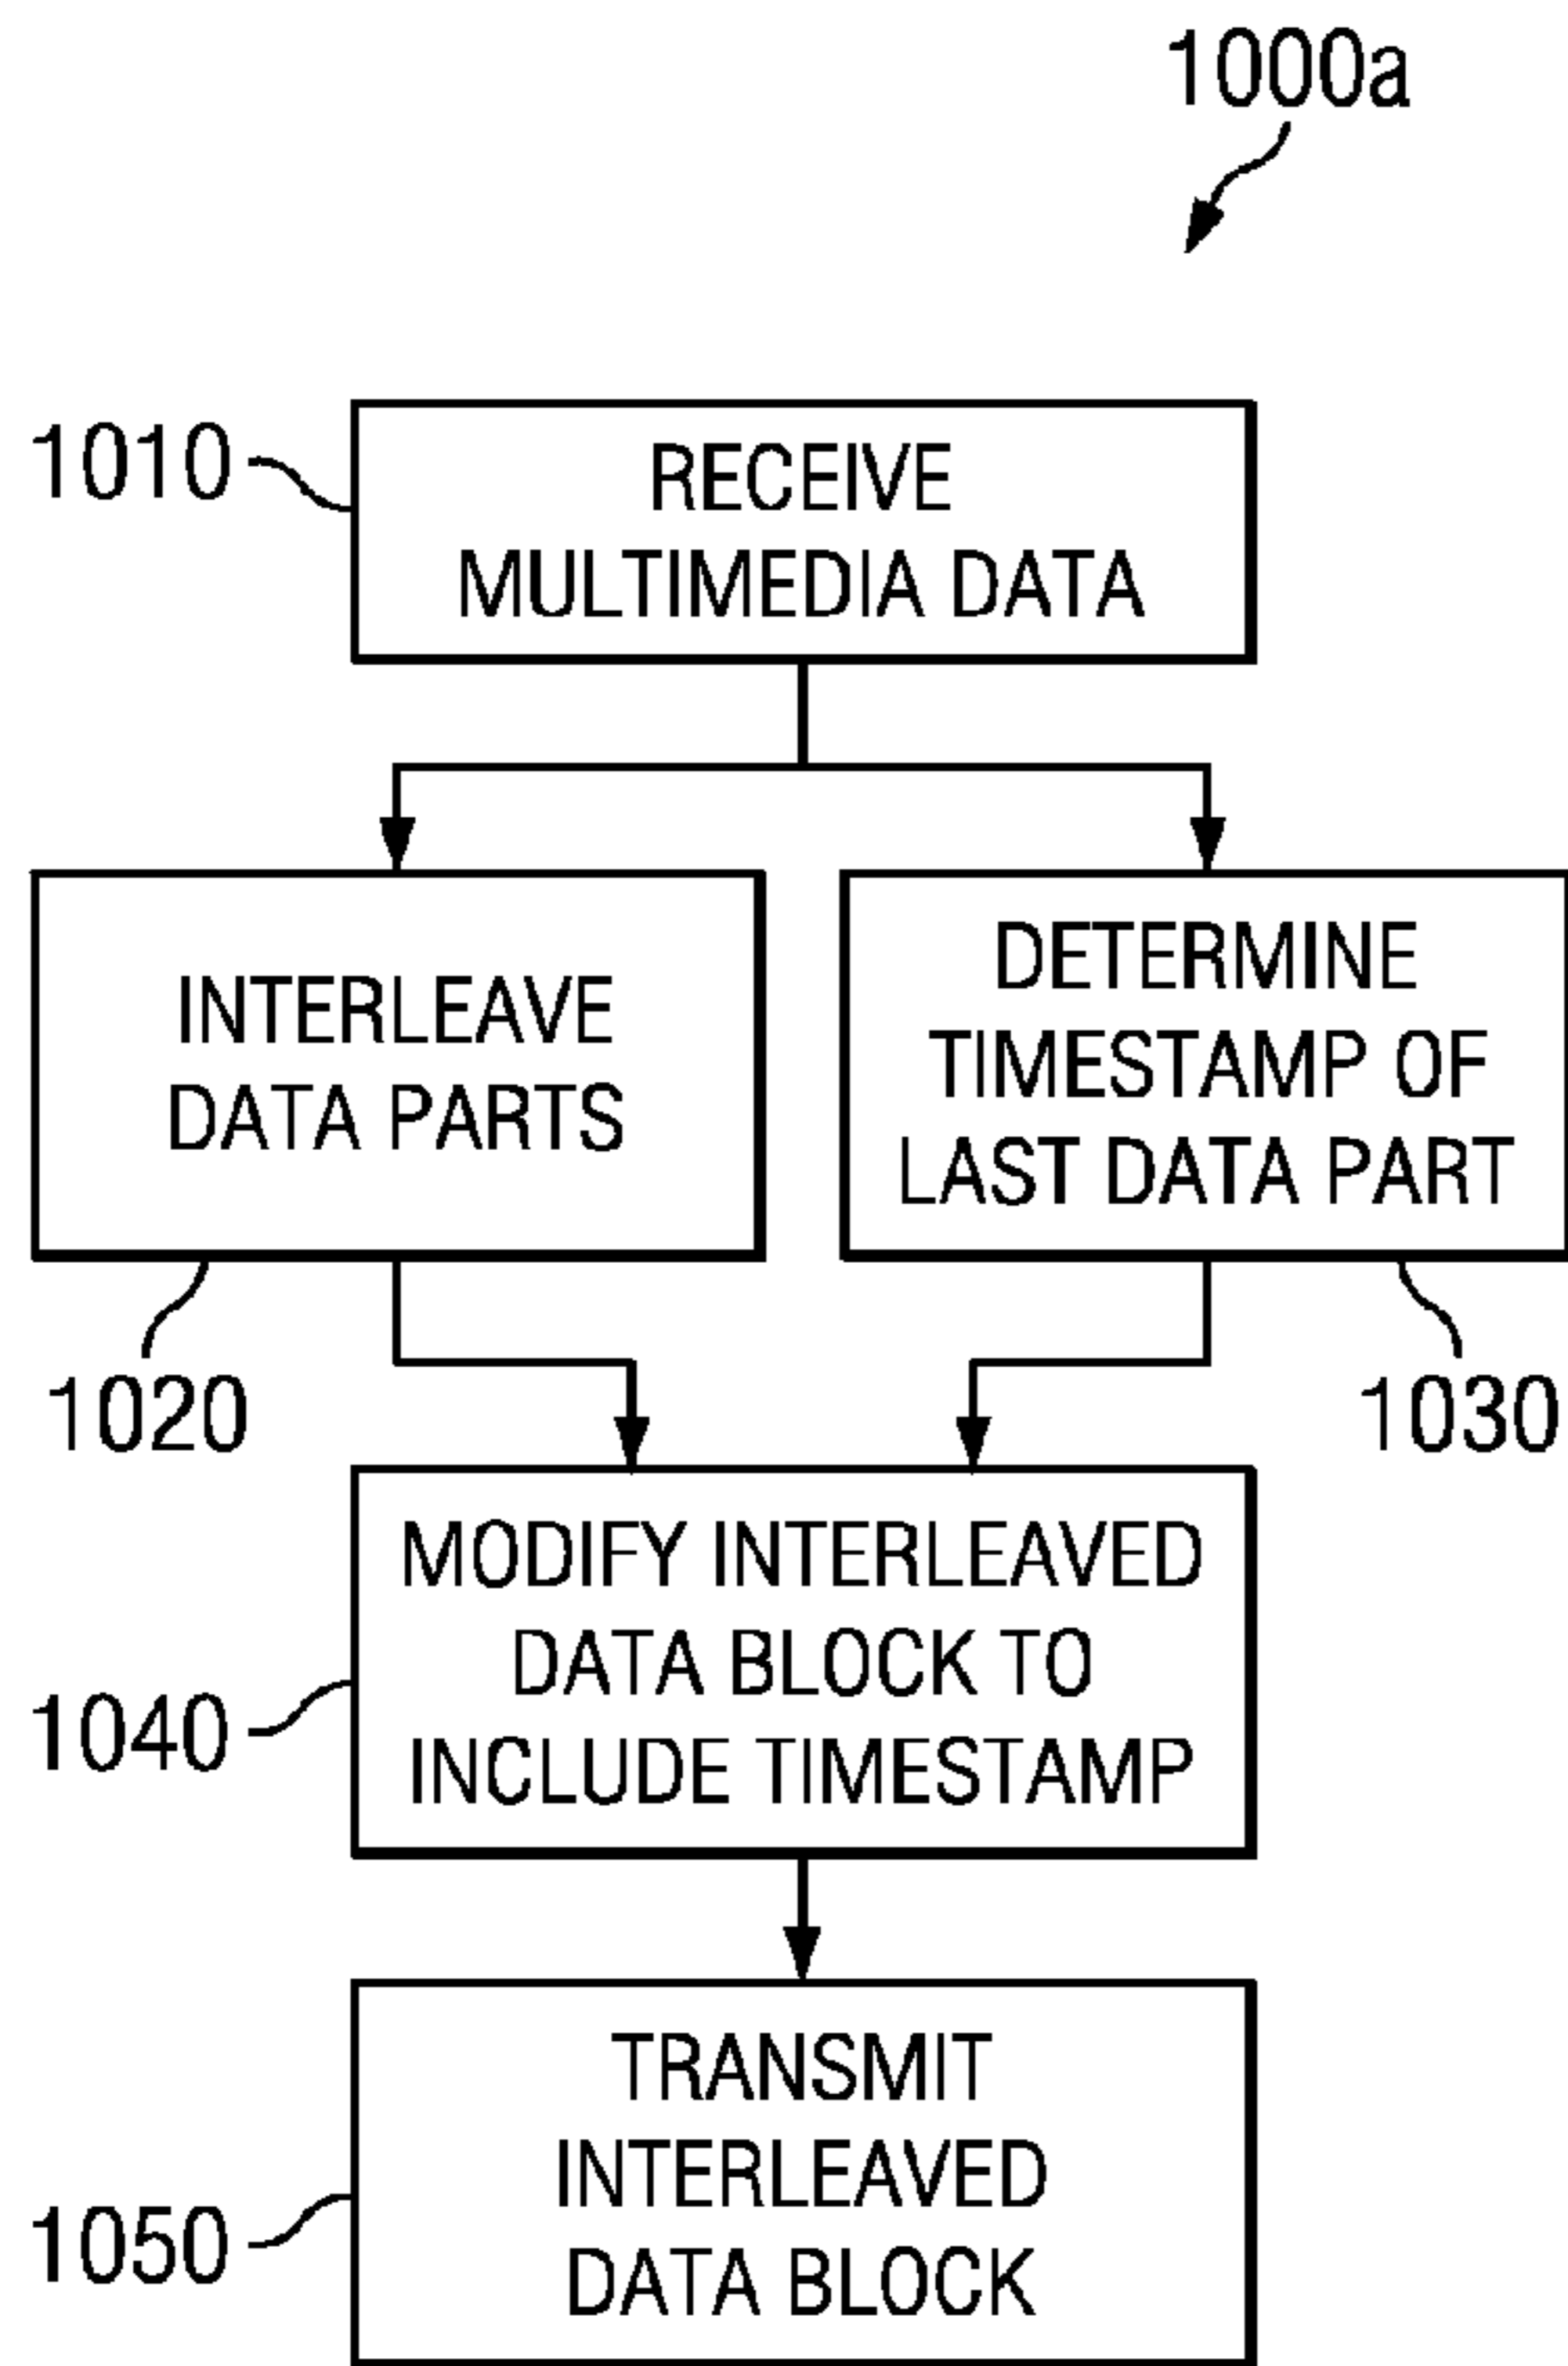 1000a
1010
RECEIVE
MULTIMEDIA DATA
INTERLEAVE
DATA PARTS
DETERMINE
TIMESTAMP OF
LAST DATA PART
1020
1030
MODIFY INTERLEAVED
DATA BLOCK TO
INCLUDE TIMESTAMP
1040
TRANSMIT
INTERLEAVED
DATA BLOCK
1050